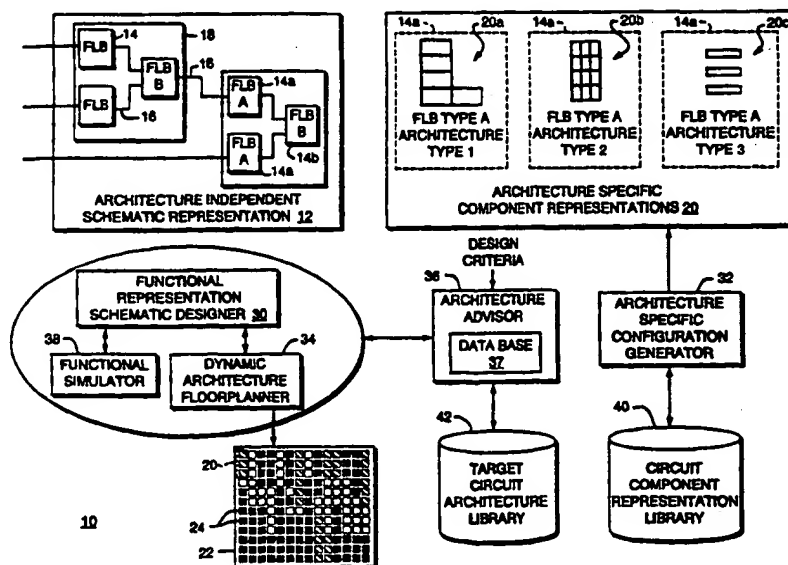 14
18
FLB
FLB
B
16
14a
FLB
16
FLB
A
FLB
B
FLB
A
14b
14a
ARCHITECTURE INDEPENDENT
SCHEMATIC REPRESENTATION 12
14a
20a
FLB TYPE A
ARCHITECTURE
TYPE 1
14a
20b
FLB TYPE A
ARCHITECTURE
TYPE 2
14a
20c
FLB TYPE A
ARCHITECTURE
TYPE 3
ARCHITECTURE SPECIFIC
COMPONENT REPRESENTATIONS 20
FUNCTIONAL
REPRESENTATION
SCHEMATIC DESIGNER 30
38
FUNCTIONAL
SIMULATOR
34
DYNAMIC
ARCHITECTURE
FLOORPLANNER
DESIGN
CRITERIA
36
ARCHITECTURE
ADVISOR
DATA BASE
37
32
ARCHITECTURE
SPECIFIC
CONFIGURATION
GENERATOR
42
TARGET
CIRCUIT
ARCHITECTURE
LIBRARY
40
CIRCUIT
COMPONENT
REPRESENTATION
LIBRARY
20
24
22
10